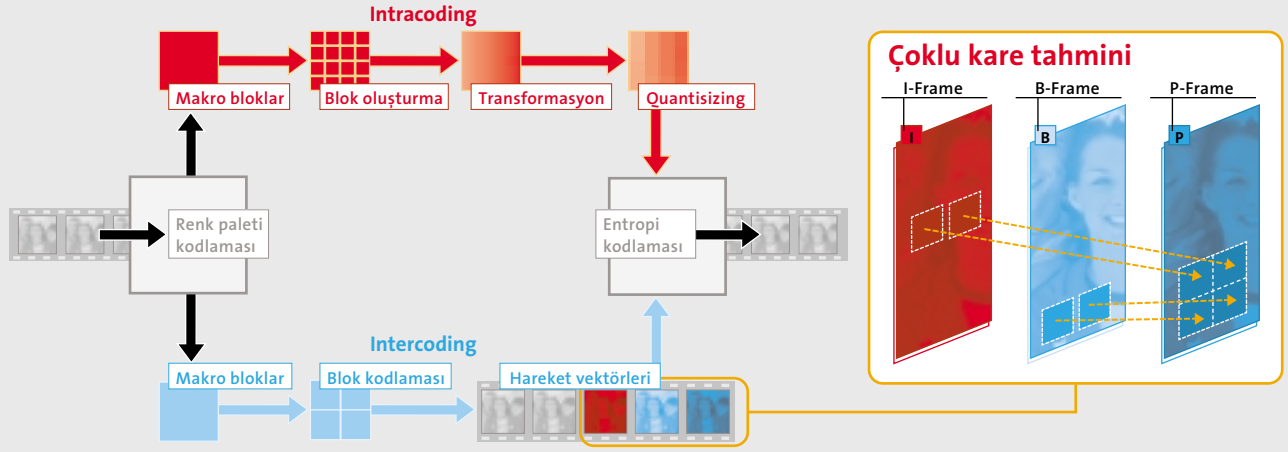 Intracoding
Makro bloklar
Blok oluşturma
Transformasyon
Quantisizing
Renk paleti
kodlaması
Entropi
kodlaması
Intercoding
Makro bloklar
Blok kodlaması
Hareket vektörleri
Çoklu kare tahmini
I-Frame
B-Frame
P-Frame
I
B
P